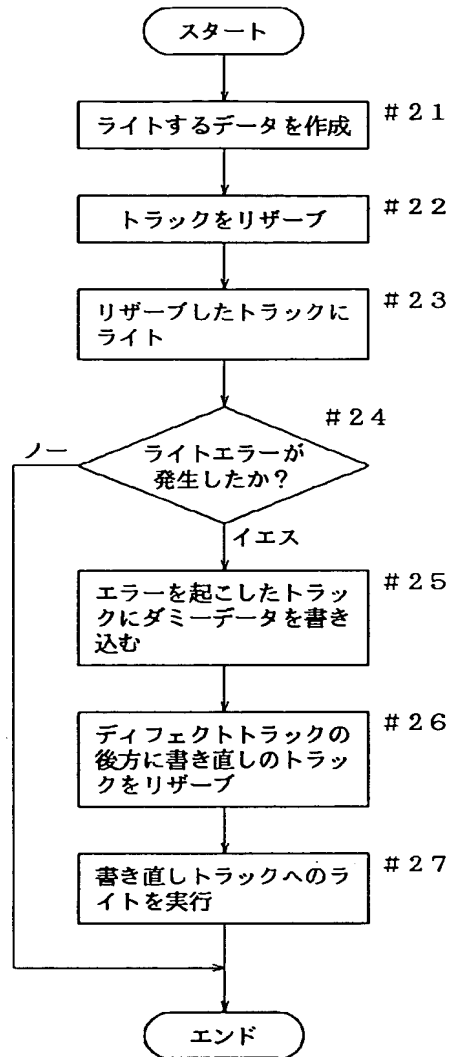 スタート
#21
ライトするデータを作成
#22
トラックをリザーブ
#23
リザーブしたトラックに
ライト
#24
ノー
ライトエラーが
発生したか？
イエス
#25
エラーを起こしたトラッ
クにダミーデータを書き
込む
#26
ディフェクトトラックの
後方に書き直しのトラッ
クをリザーブ
#27
書き直しトラックへのラ
イトを実行
エンド